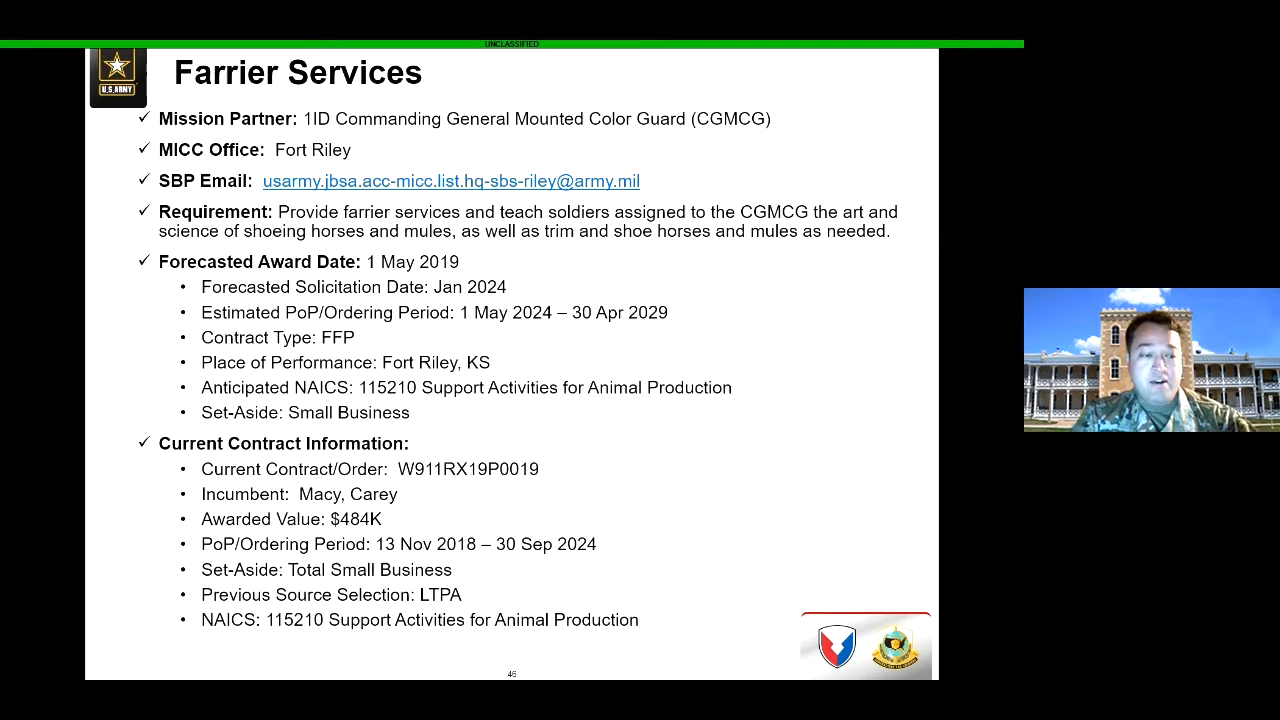 UNCLASSIFIED
U.S.ARMY
Farrier Services
✓ Mission Partner: 1ID Commanding General Mounted Color Guard (CGMCG)
✓ MICC Office: Fort Riley
✓ SBP Email: usarmy.jbsa.acc-micc.list.hq-sbs-riley@army.mil
✓ Requirement: Provide farrier services and teach soldiers assigned to the CGMCG the art and
science of shoeing horses and mules, as well as trim and shoe horses and mules as needed.
✓ Forecasted Award Date: 1 May 2019
• Forecasted Solicitation Date: Jan 2024
• Estimated PoP/Ordering Period: 1 May 2024 – 30 Apr 2029
• Contract Type: FFP
• Place of Performance: Fort Riley, KS
• Anticipated NAICS: 115210 Support Activities for Animal Production
• Set-Aside: Small Business
✓ Current Contract Information:
• Current Contract/Order: W911RX19P0019
• Incumbent: Macy, Carey
• Awarded Value: $484K
• PoP/Ordering Period: 13 Nov 2018 – 30 Sep 2024
• Set-Aside: Total Small Business
• Previous Source Selection: LTPA
• NAICS: 115210 Support Activities for Animal Production
46